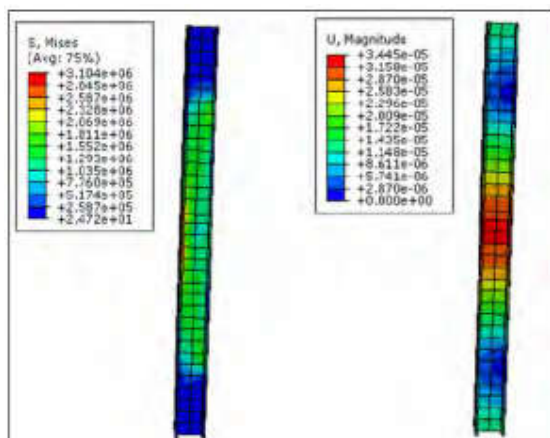 S, Mises
(Avg: 75%)
+3.104e+06
+2.845e+06
+2.587e+06
+2.328e+06
+2.069e+06
+1.811e+06
+1.552e+06
+1.293e+06
+1.035e+06
+7.760e+05
+5.174e+05
+2.587e+05
+2.472e+01
U, Magnitude
+3.445e-05
+3.158e-05
+2.870e-05
+2.583e-05
+2.296e-05
+2.009e-05
+1.722e-05
+1.435e-05
+1.148e-05
+8.611e-06
+5.741e-06
+2.870e-06
+0.000e+00